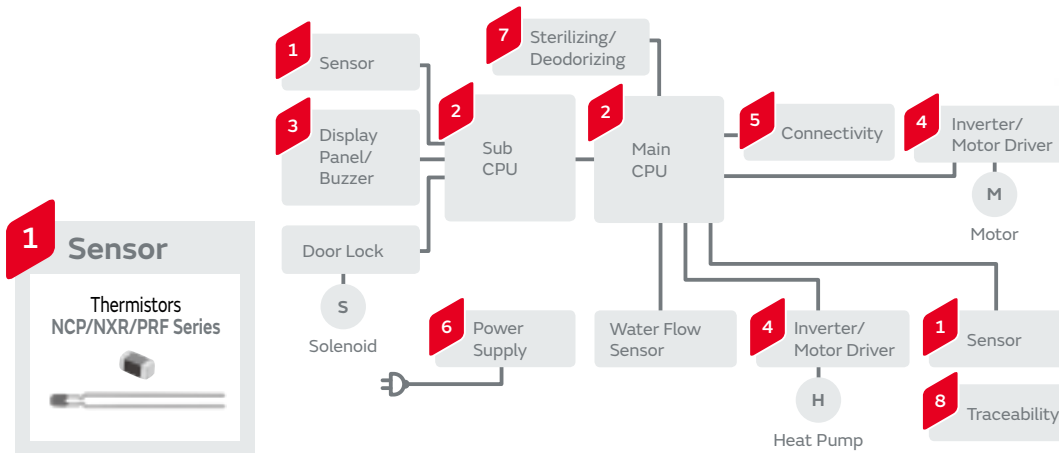 1
Sensor
Thermistors
NCP/NXR/PRF Series
1
Sensor
3
Display
Panel/
Buzzer
Door Lock
S
Solenoid
2
Sub
CPU
7
Sterilizing/
Deodorizing
2
Main
CPU
5
Connectivity
4
Inverter/
Motor Driver
M
Motor
6
Power
Supply
Water Flow
Sensor
4
Inverter/
Motor Driver
H
Heat Pump
1
Sensor
8
Traceability